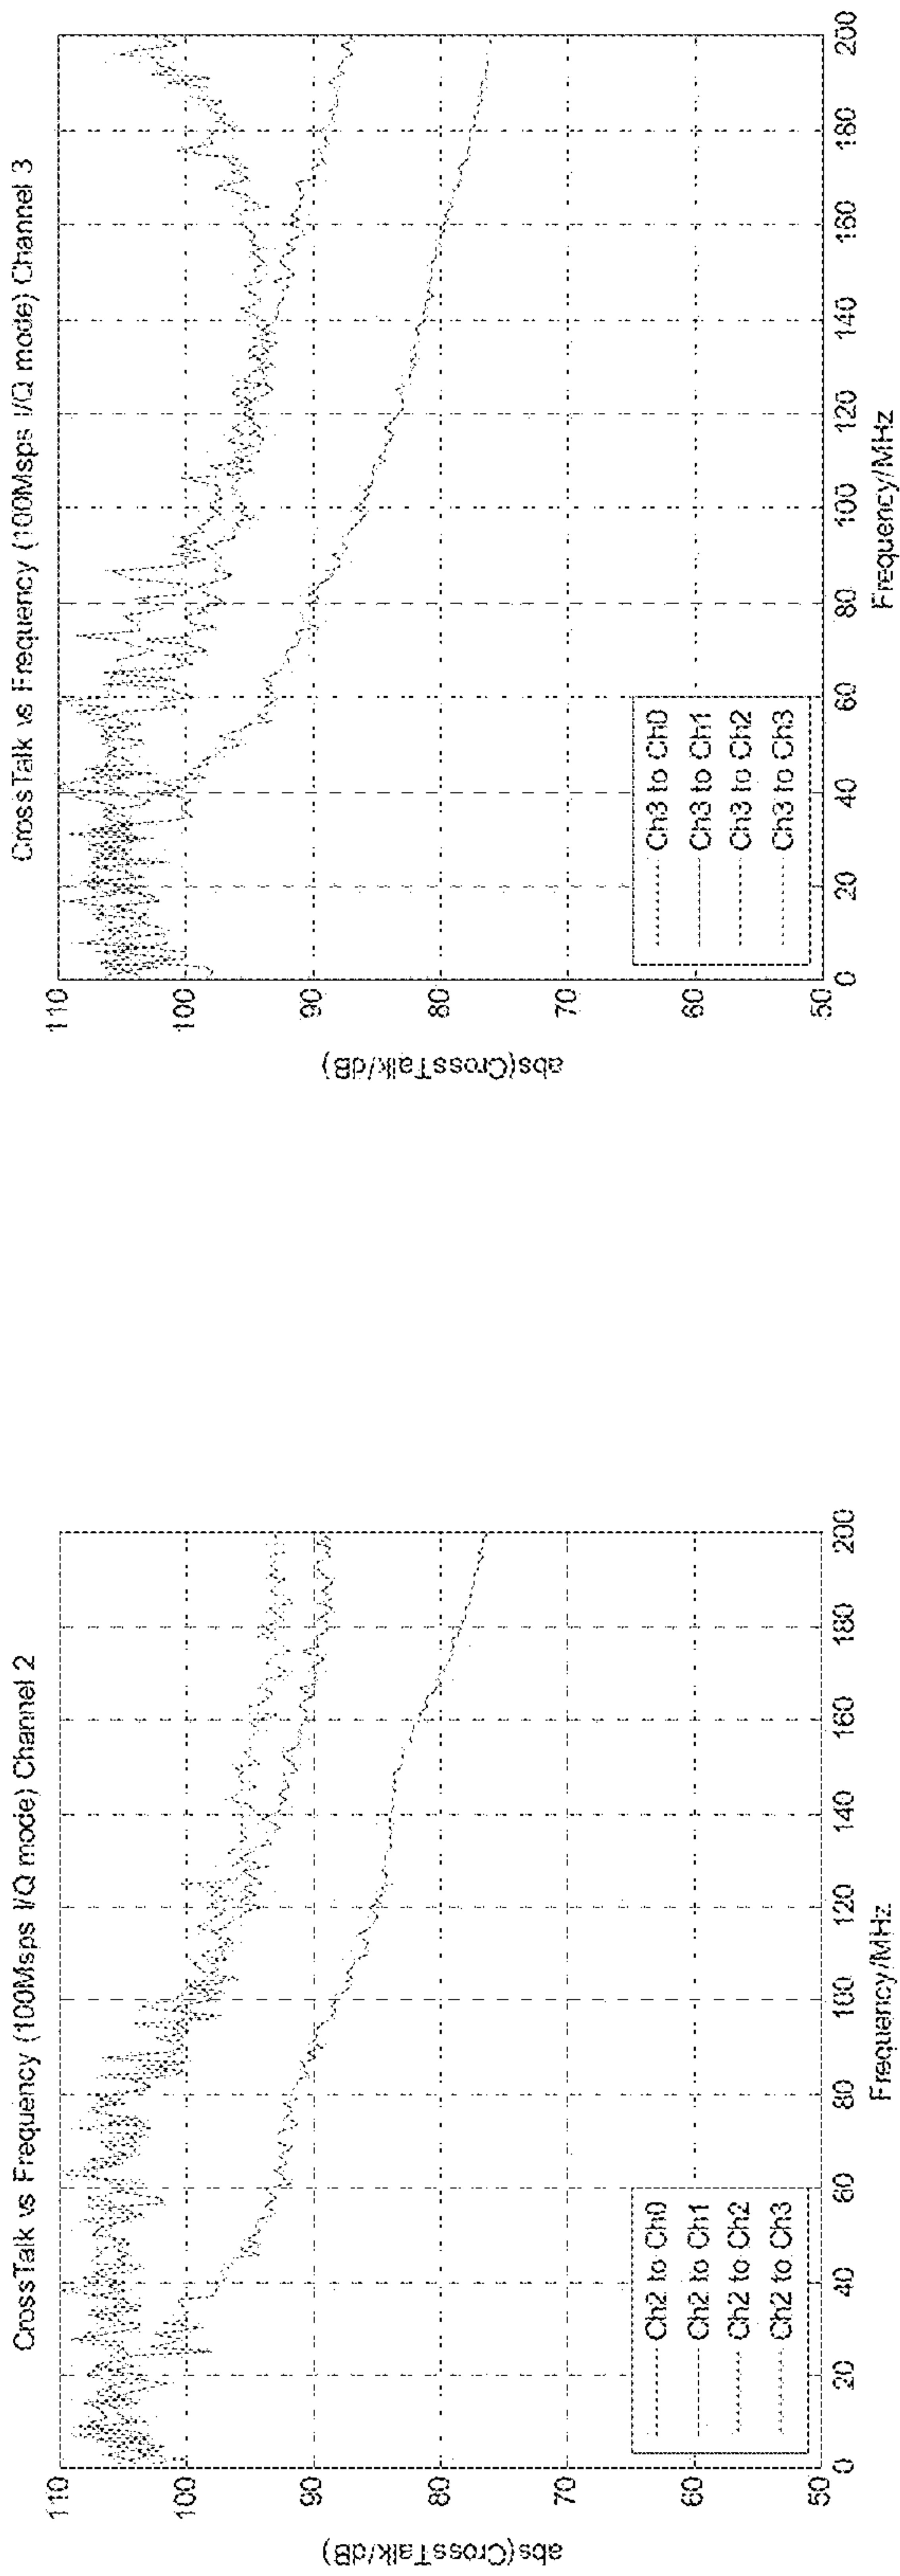 CrossTalk vs Frequency (100Msps I/Q mode) Channel 2
110
100
90
80
70
60
50
abs(CrossTalk/dB)
Ch2 to Ch0
Ch2 to Ch1
Ch2 to Ch2
Ch2 to Ch3
0
20
40
60
80
100
120
140
160
180
200
Frequency/MHz
CrossTalk vs Frequency (100Msps I/Q mode) Channel 3
110
100
90
80
70
60
50
abs(CrossTalk/dB)
Ch3 to Ch0
Ch3 to Ch1
Ch3 to Ch2
Ch3 to Ch3
0
20
40
60
80
100
120
140
160
180
200
Frequency/MHz